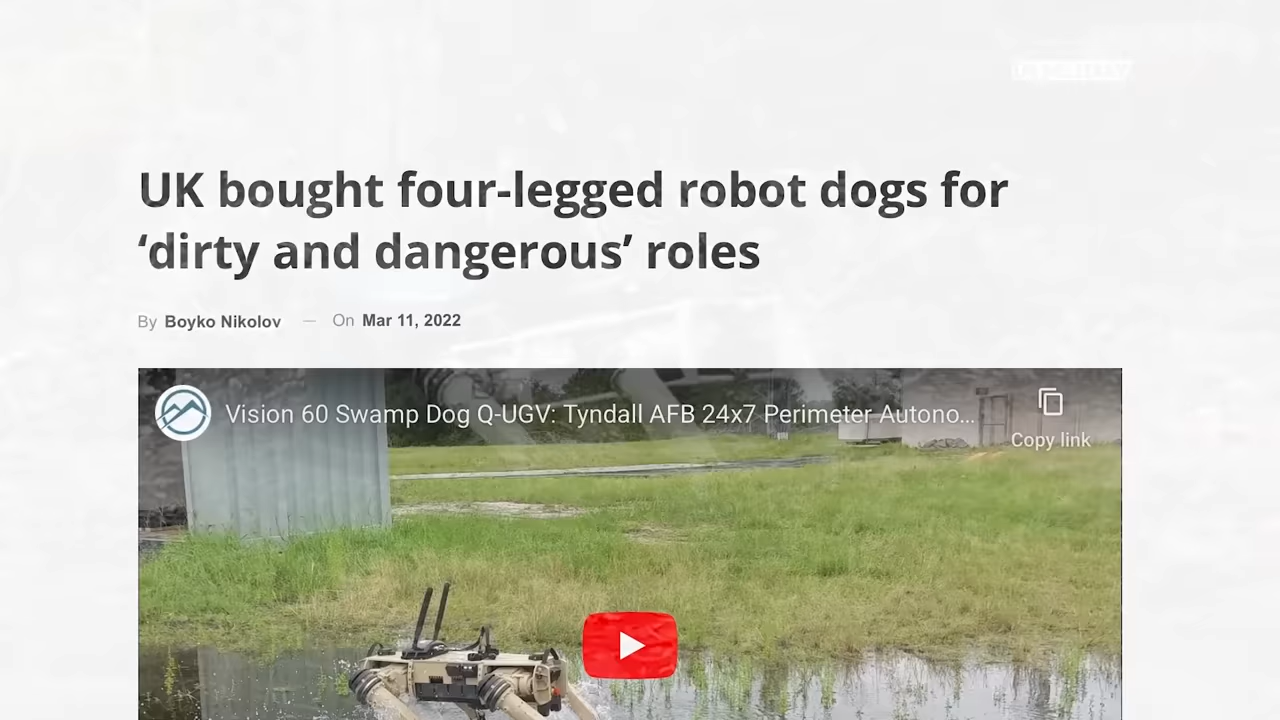 UK bought four-legged robot dogs for
‘dirty and dangerous’ roles
By Boyko Nikolov — On Mar 11, 2022
Vision 60 Swamp Dog Q-UGV: Tyndall AFB 24x7 Perimeter Autono...
Copy link